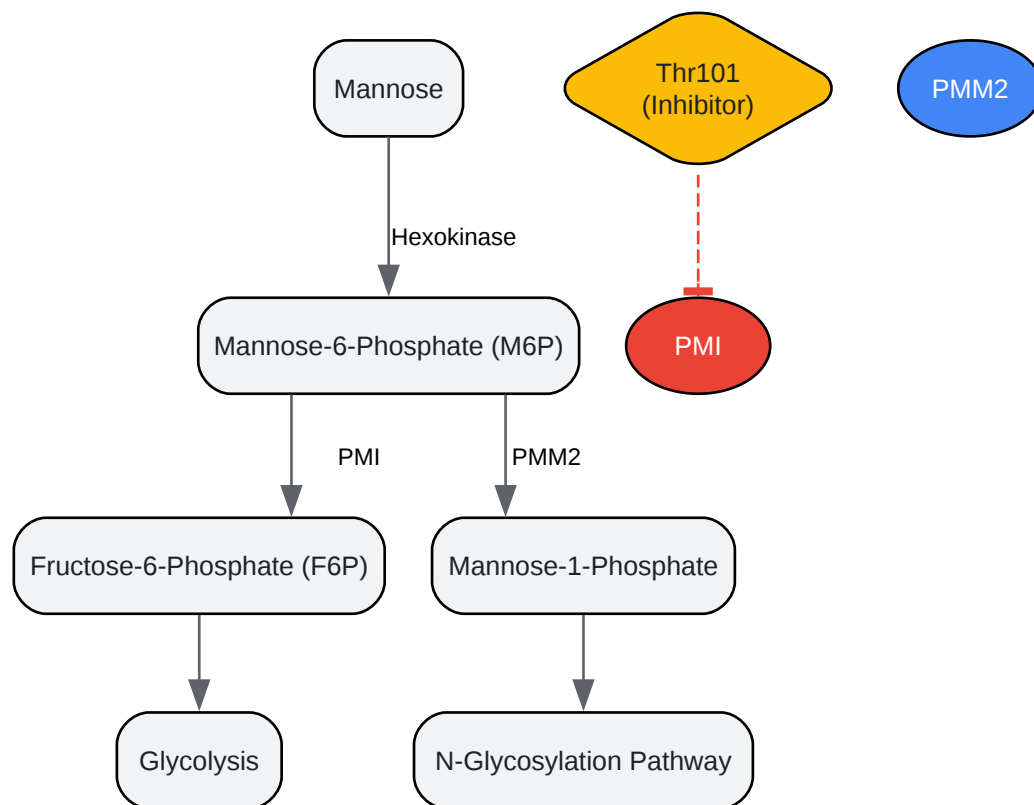 Mannose
Thr101
(Inhibitor)
PMM2
Hexokinase
Mannose-6-Phosphate (M6P)
PMI
PMI
PMM2
Fructose-6-Phosphate (F6P)
Mannose-1-Phosphate
Glycolysis
N-Glycosylation Pathway